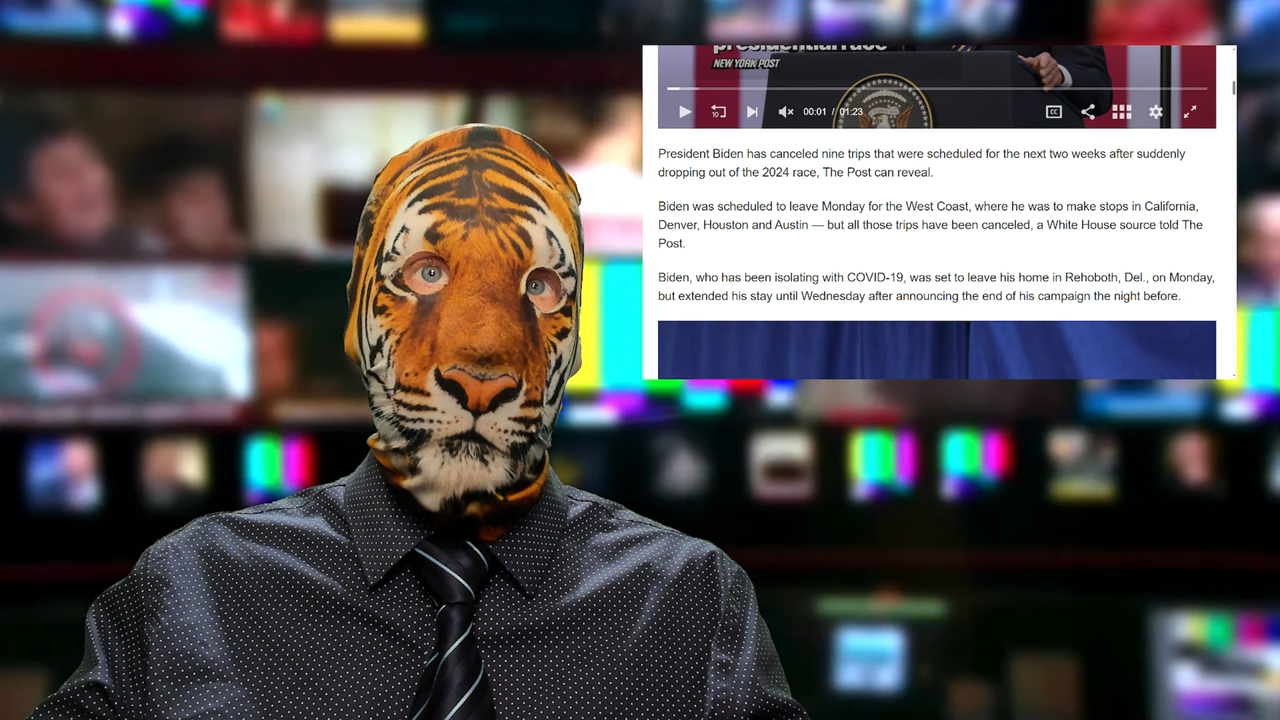 presidential race
NEW YORK POST
10
00:01 / 01:23
CC
President Biden has canceled nine trips that were scheduled for the next two weeks after suddenly
dropping out of the 2024 race, The Post can reveal.
Biden was scheduled to leave Monday for the West Coast, where he was to make stops in California,
Denver, Houston and Austin — but all those trips have been canceled, a White House source told The
Post.
Biden, who has been isolating with COVID-19, was set to leave his home in Rehoboth, Del., on Monday,
but extended his stay until Wednesday after announcing the end of his campaign the night before.